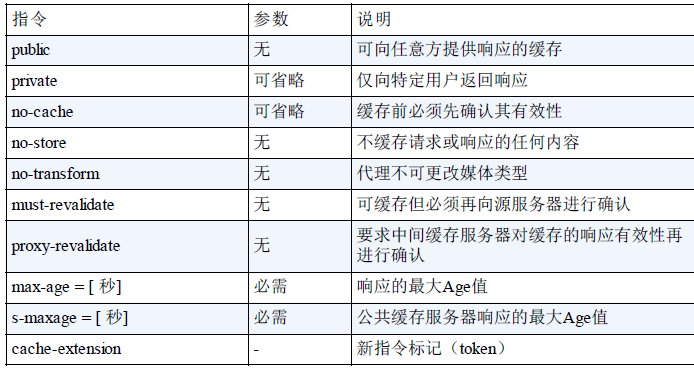 指令 参数 说明
public 无 可向任意方提供响应的缓存
private 可省略 仅向特定用户返回响应
no-cache 可省略 缓存前必须先确认其有效性
no-store 无 不缓存请求或响应的任何内容
no-transform 无 代理不可更改媒体类型
must-revalidate 无 可缓存但必须再向源服务器进行确认
proxy-revalidate 无 要求中间缓存服务器对缓存的响应有效性再
进行确认
max-age = [ 秒] 必需 响应的最大Age值
s-maxage = [ 秒] 必需 公共缓存服务器响应的最大Age值
cache-extension - 新指令标记（token）